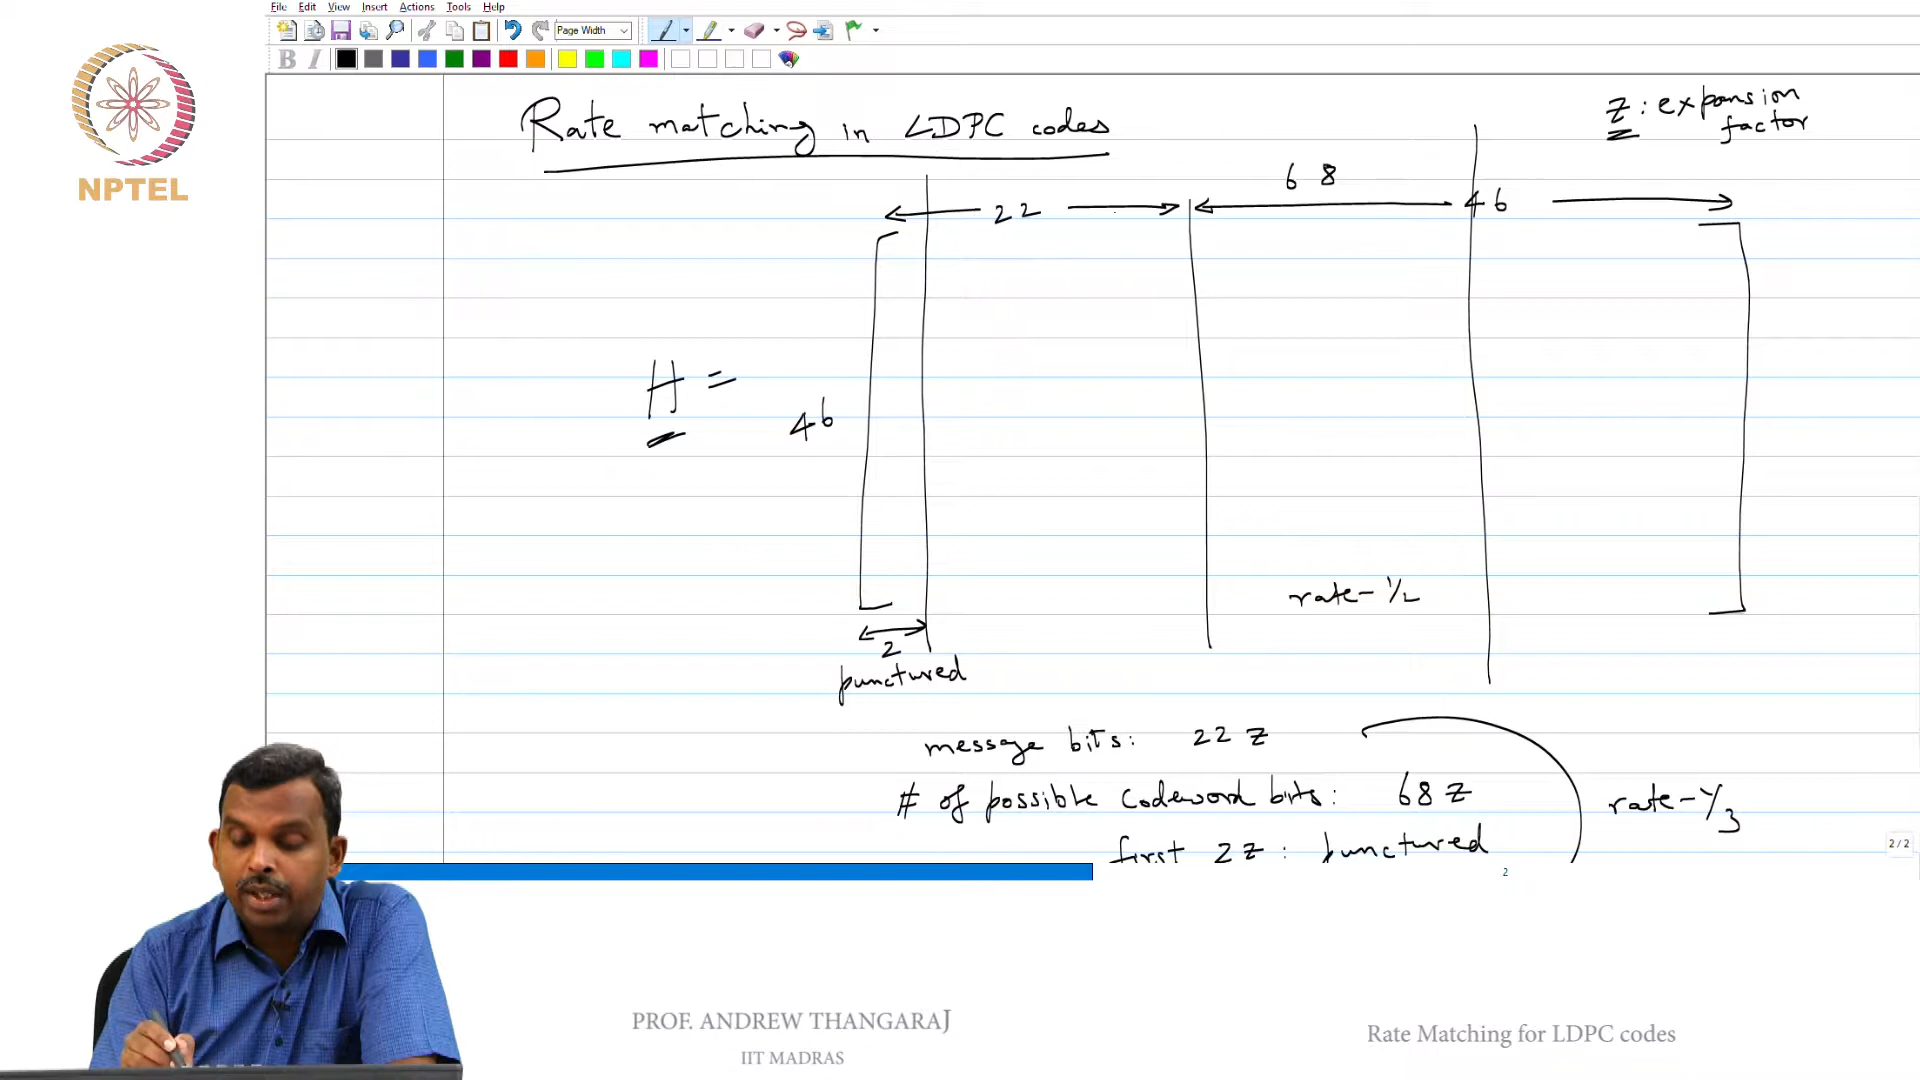 File Edit View Insert Actions Tools Help
Page Width
B I
NPTEL
Rate matching in LDPC codes
z : expansion
factor
68
22
46
H =
46
rate-1/2
2
punctured
message bits: 22 z
# of possible codeword bits: 68 z
rate-1/3
first 2z : punctured
2 / 2
2
PROF. ANDREW THANGARAJ
IIT MADRAS
Rate Matching for LDPC codes